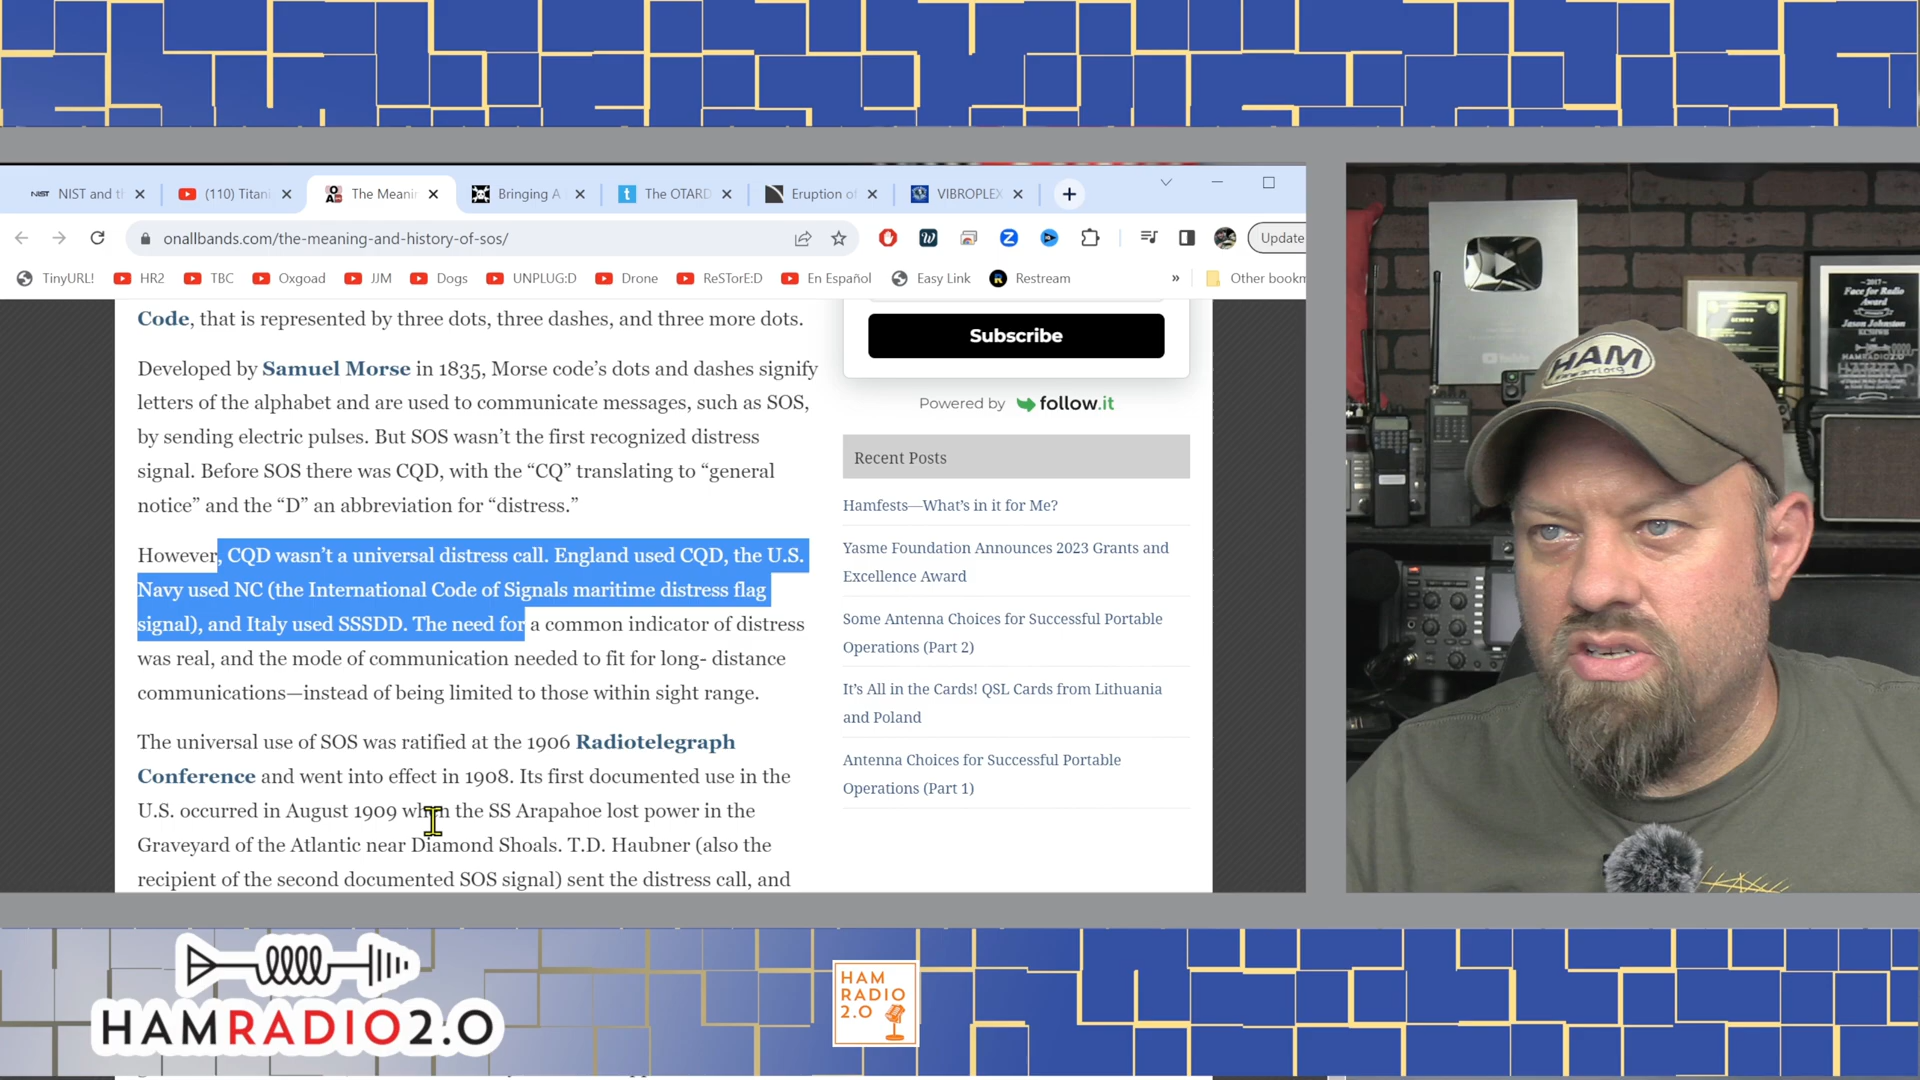 NIST NIST and th
(110) Titani
The Meanin
Bringing A
The OTARD
Eruption of
VIBROPLEX
onallbands.com/the-meaning-and-history-of-sos/
Update
TinyURL!
HR2
TBC
Oxgoad
JJM
Dogs
UNPLUG:D
Drone
ReSTorE:D
En Español
Easy Link
Restream
»
Other bookm
Code, that is represented by three dots, three dashes, and three more dots.
Developed by Samuel Morse in 1835, Morse code’s dots and dashes signify
letters of the alphabet and are used to communicate messages, such as SOS,
by sending electric pulses. But SOS wasn’t the first recognized distress
signal. Before SOS there was CQD, with the “CQ” translating to “general
notice” and the “D” an abbreviation for “distress.”
However, CQD wasn’t a universal distress call. England used CQD, the U.S.
Navy used NC (the International Code of Signals maritime distress flag
signal), and Italy used SSSDD. The need for a common indicator of distress
was real, and the mode of communication needed to fit for long- distance
communications—instead of being limited to those within sight range.
The universal use of SOS was ratified at the 1906 Radiotelegraph
Conference and went into effect in 1908. Its first documented use in the
U.S. occurred in August 1909 when the SS Arapahoe lost power in the
Graveyard of the Atlantic near Diamond Shoals. T.D. Haubner (also the
recipient of the second documented SOS signal) sent the distress call, and
Subscribe
Powered by follow.it
Recent Posts
Hamfests—What’s in it for Me?
Yasme Foundation Announces 2023 Grants and
Excellence Award
Some Antenna Choices for Successful Portable
Operations (Part 2)
It’s All in the Cards! QSL Cards from Lithuania
and Poland
Antenna Choices for Successful Portable
Operations (Part 1)
-2017-
Face for Radio
Award
Jason Johnston
HAMRADIO2.0
HAM
HAMRADIO2.0
HAM
RADIO
2.0